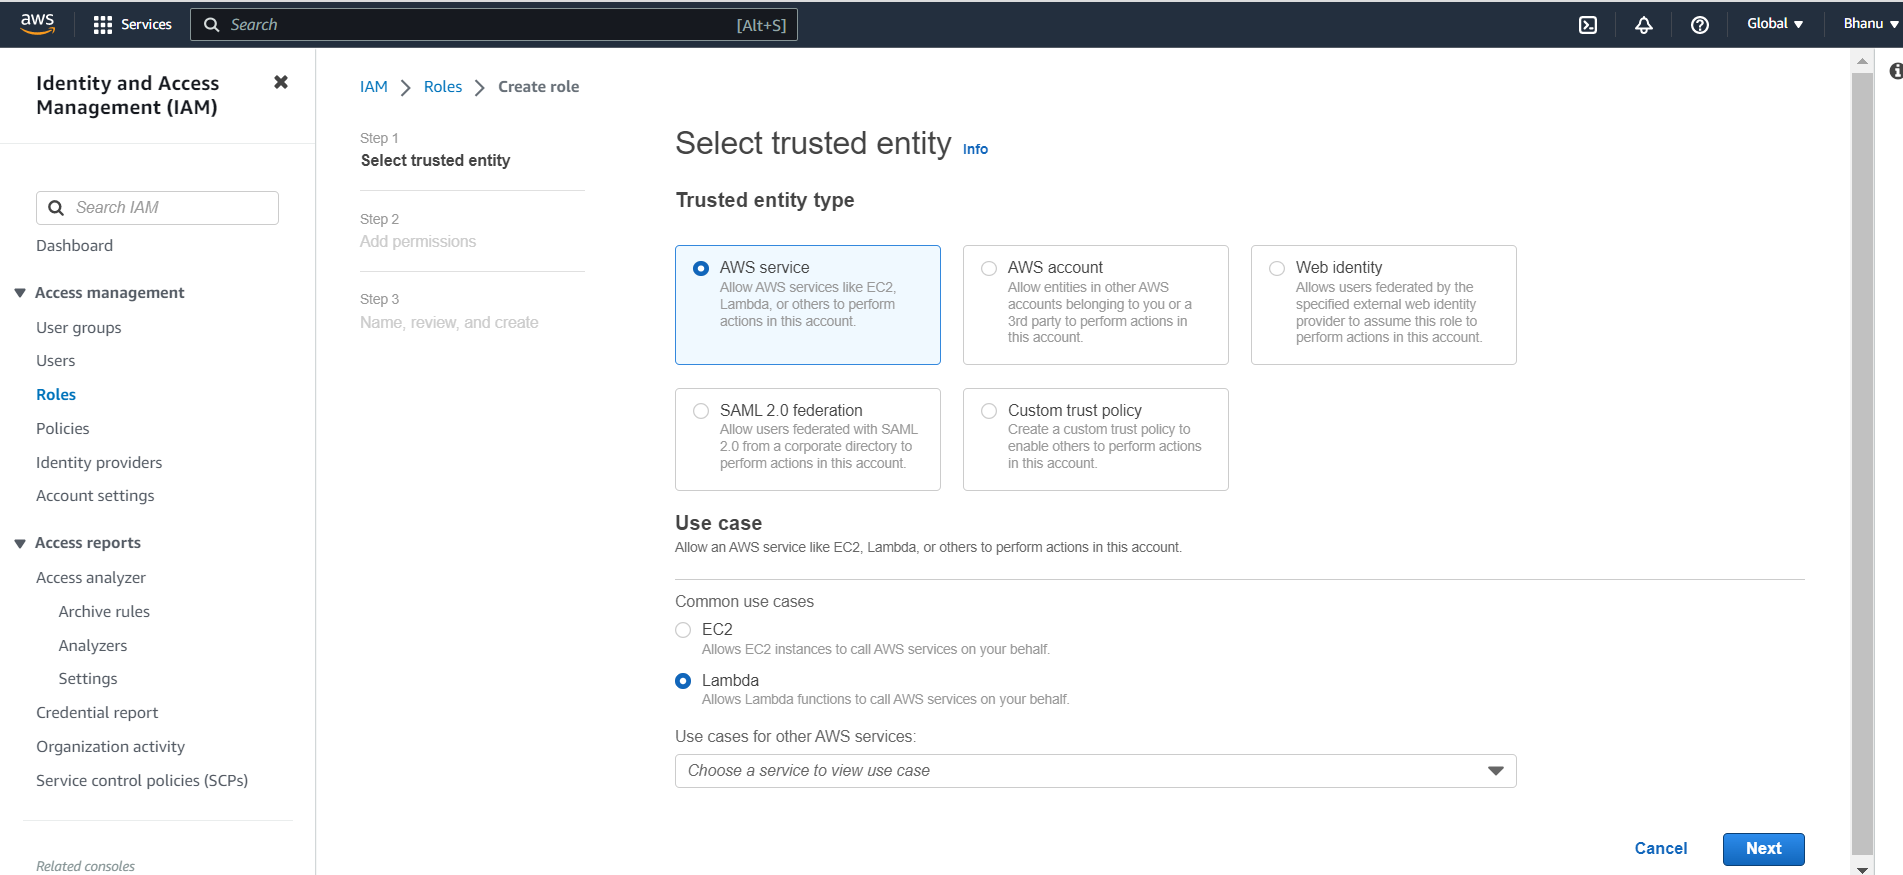 aws
Services
Search
[Alt+S]
Global
Bhanu
Identity and Access
Management (IAM)
Search IAM
Dashboard
Access management
User groups
Users
Roles
Policies
Identity providers
Account settings
Access reports
Access analyzer
Archive rules
Analyzers
Settings
Credential report
Organization activity
Service control policies (SCPs)
Related consoles
IAM
Roles
Create role
Step 1
Select trusted entity
Step 2
Add permissions
Step 3
Name, review, and create
Select trusted entity Info
Trusted entity type
AWS service
Allow AWS services like EC2,
Lambda, or others to perform
actions in this account.
AWS account
Allow entities in other AWS
accounts belonging to you or a
3rd party to perform actions in
this account.
Web identity
Allows users federated by the
specified external web identity
provider to assume this role to
perform actions in this account.
SAML 2.0 federation
Allow users federated with SAML
2.0 from a corporate directory to
perform actions in this account.
Custom trust policy
Create a custom trust policy to
enable others to perform actions
in this account.
Use case
Allow an AWS service like EC2, Lambda, or others to perform actions in this account.
Common use cases
EC2
Allows EC2 instances to call AWS services on your behalf.
Lambda
Allows Lambda functions to call AWS services on your behalf.
Use cases for other AWS services:
Choose a service to view use case
Cancel
Next